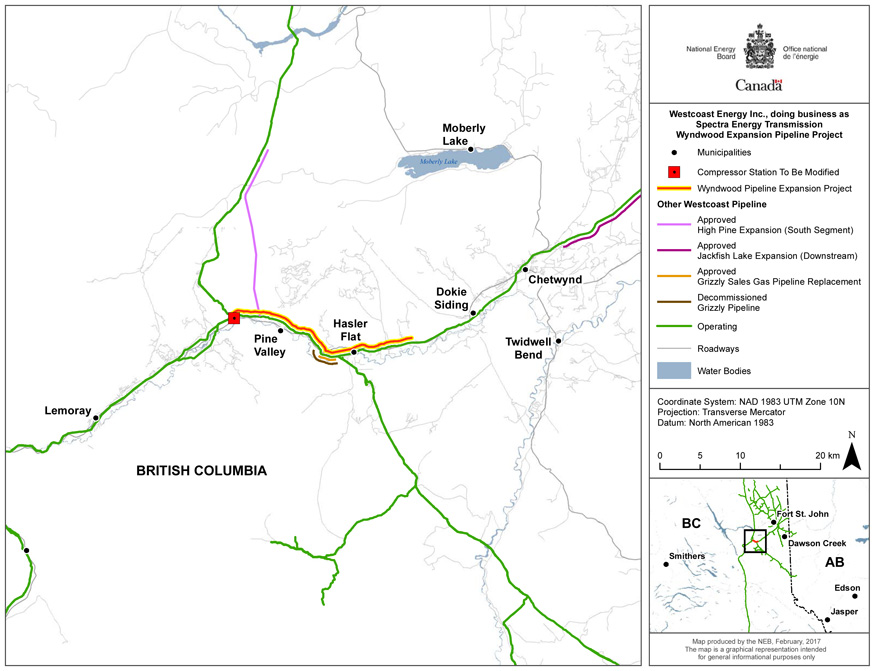 Moberly
Lake
Moberly Lake
Chetwynd
Dokie
Siding
Hasler
Flat
Pine
Valley
Twidwell
Bend
Lemoray
BRITISH COLUMBIA
National Energy
Board
Office national
de l'énergie
Canada
Westcoast Energy Inc., doing business as
Spectra Energy Transmission
Wyndwood Expansion Pipeline Project
Municipalities
Compressor Station To Be Modified
Wyndwood Pipeline Expansion Project
Other Westcoast Pipeline
Approved
High Pine Expansion (South Segment)
Approved
Jackfish Lake Expansion (Downstream)
Approved
Grizzly Sales Gas Pipeline Replacement
Decommissioned
Grizzly Pipeline
Operating
Roadways
Water Bodies
Coordinate System: NAD 1983 UTM Zone 10N
Projection: Transverse Mercator
Datum: North American 1983
N
0 5 10 20 km
Fort St. John
BC
Dawson Creek
Smithers
AB
Edson
Jasper
Map produced by the NEB, February, 2017
The map is a graphical representation intended
for general informational purposes only